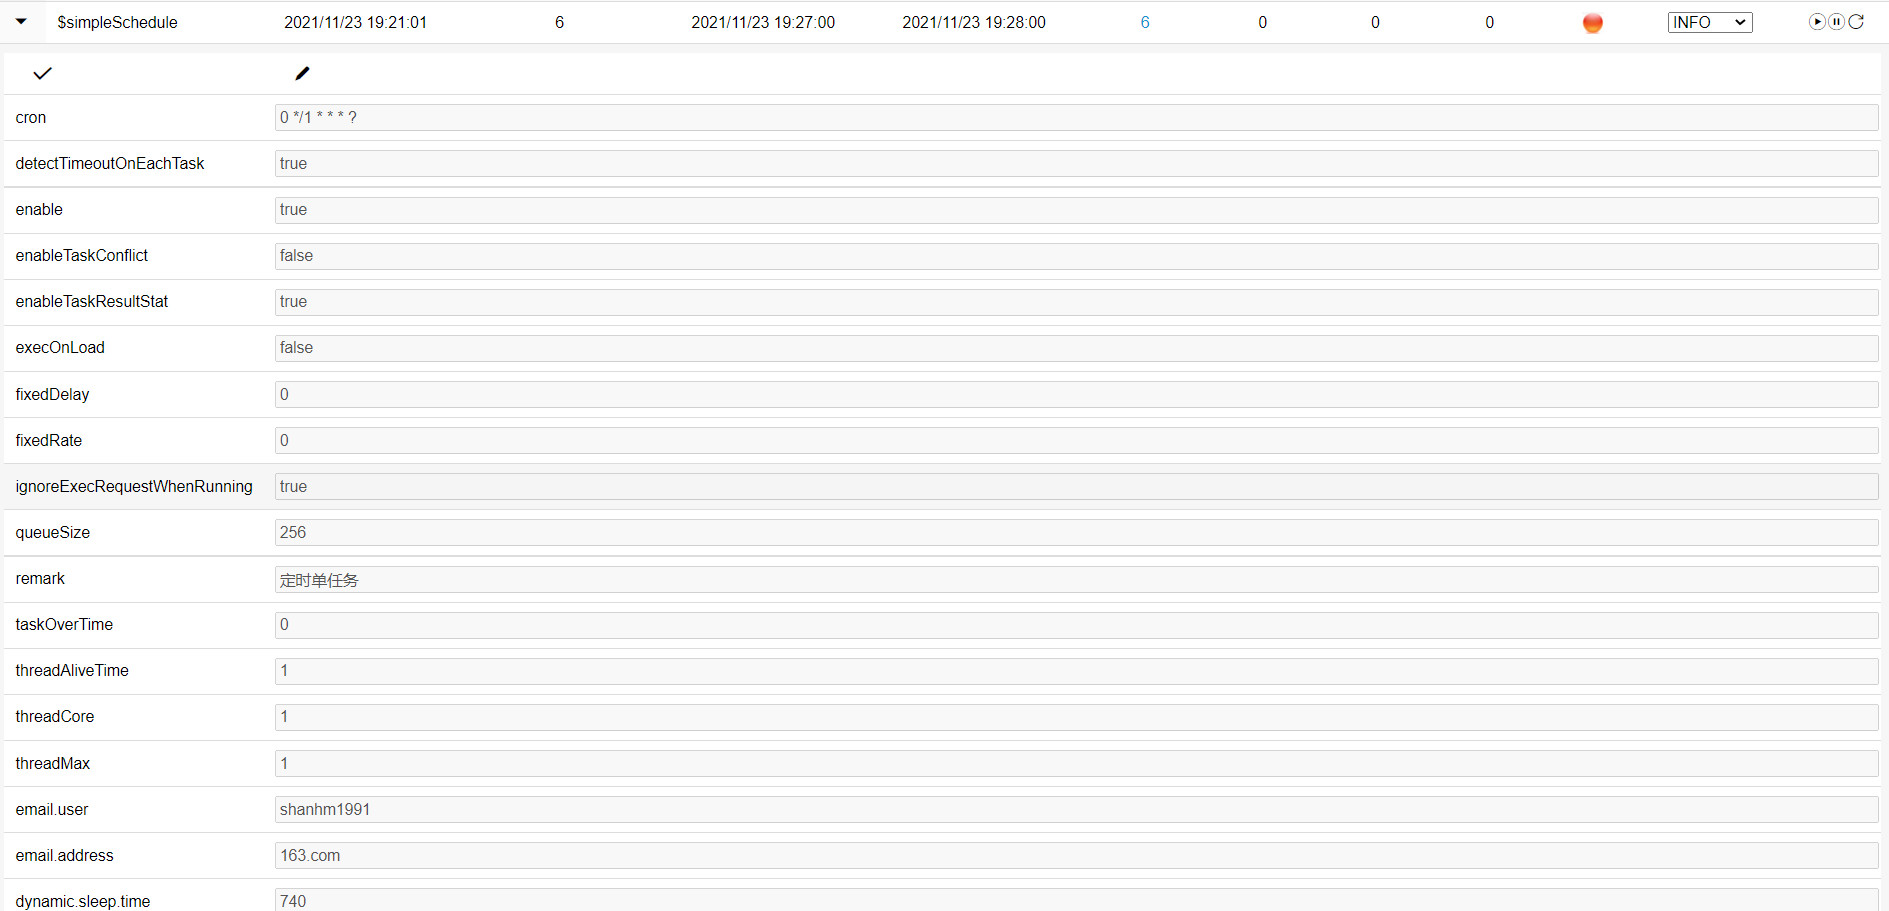 $simpleSchedule 2021/11/23 19:21:01 6 2021/11/23 19:27:00 2021/11/23 19:28:00 6 0 0 0 INFO
cron 0 */1 * * * ?
detectTimeoutOnEachTask true
enable true
enableTaskConflict false
enableTaskResultStat true
execOnLoad false
fixedDelay 0
fixedRate 0
ignoreExecRequestWhenRunning true
queueSize 256
remark 定时单任务
taskOverTime 0
threadAliveTime 1
threadCore 1
threadMax 1
email.user shanhm1991
email.address 163.com
dynamic.sleep.time 740